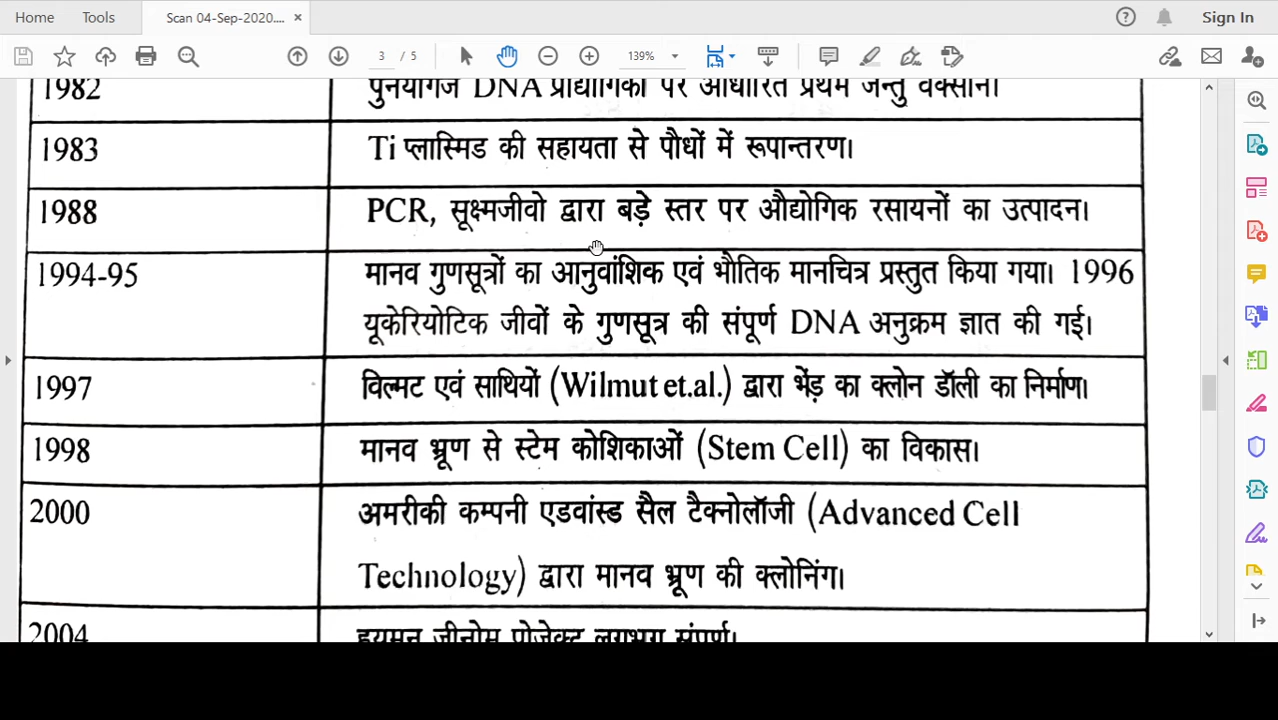 Home Tools Scan 04-Sep-2020.... × Sign In
3 / 5 139%
1982 पुनर्योगज DNA प्रौद्योगिकी पर आधारित प्रथम जन्तु वैक्सीन।
1983 Ti प्लास्मिड की सहायता से पौधों में रूपान्तरण।
1988 PCR, सूक्ष्मजीवो द्वारा बड़े स्तर पर औद्योगिक रसायनों का उत्पादन।
1994-95 मानव गुणसूत्रों का आनुवांशिक एवं भौतिक मानचित्र प्रस्तुत किया गया। 1996
यूकेरियोटिक जीवों के गुणसूत्र की संपूर्ण DNA अनुक्रम ज्ञात की गई।
1997 विल्मट एवं साथियों (Wilmut et.al.) द्वारा भेंड़ का क्लोन डॉली का निर्माण।
1998 मानव भ्रूण से स्टेम कोशिकाओं (Stem Cell) का विकास।
2000 अमरीकी कम्पनी एडवांस्ड सैल टैक्नोलॉजी (Advanced Cell
Technology) द्वारा मानव भ्रूण की क्लोनिंग।
2004 ह्यूमन जीनोम प्रोजेक्ट लगभग संपूर्ण।